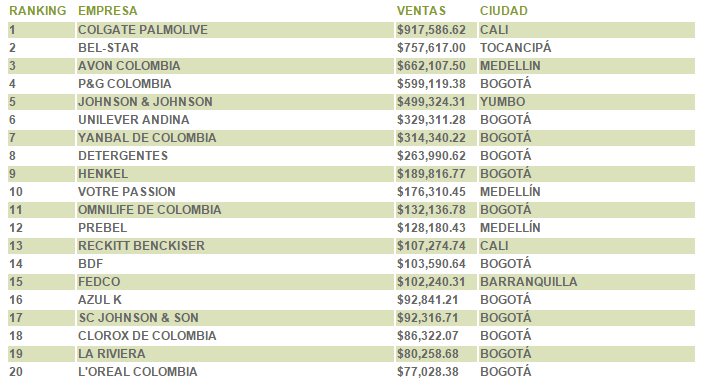 RANKING EMPRESA VENTAS CIUDAD
1 COLGATE PALMOLIVE $917,586.62 CALI
2 BEL-STAR $757,617.00 TOCANCIPÁ
3 AVON COLOMBIA $662,107.50 MEDELLIN
4 P&G COLOMBIA $599,119.38 BOGOTÁ
5 JOHNSON & JOHNSON $499,324.31 YUMBO
6 UNILEVER ANDINA $329,311.28 BOGOTÁ
7 YANBAL DE COLOMBIA $314,340.22 BOGOTÁ
8 DETERGENTES $263,990.62 BOGOTÁ
9 HENKEL $189,816.77 BOGOTÁ
10 VOTRE PASSION $176,310.45 MEDELLÍN
11 OMNILIFE DE COLOMBIA $132,136.78 BOGOTÁ
12 PREBEL $128,180.43 MEDELLÍN
13 RECKITT BENCKISER $107,274.74 CALI
14 BDF $103,590.64 BOGOTÁ
15 FEDCO $102,240.31 BARRANQUILLA
16 AZUL K $92,841.21 BOGOTÁ
17 SC JOHNSON & SON $92,316.71 BOGOTÁ
18 CLOROX DE COLOMBIA $86,322.07 BOGOTÁ
19 LA RIVIERA $80,258.68 BOGOTÁ
20 L'OREAL COLOMBIA $77,028.38 BOGOTÁ